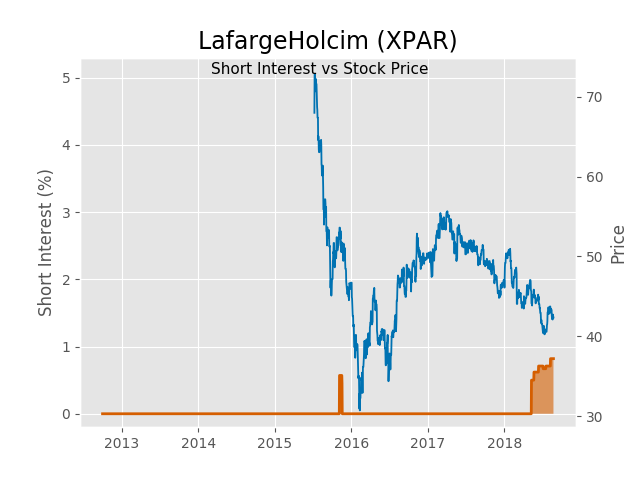 LafargeHolcim (XPAR)
Short Interest vs Stock Price
5
4
3
2
1
0
Short Interest (%)
70
60
50
40
30
Price
2013 2014 2015 2016 2017 2018